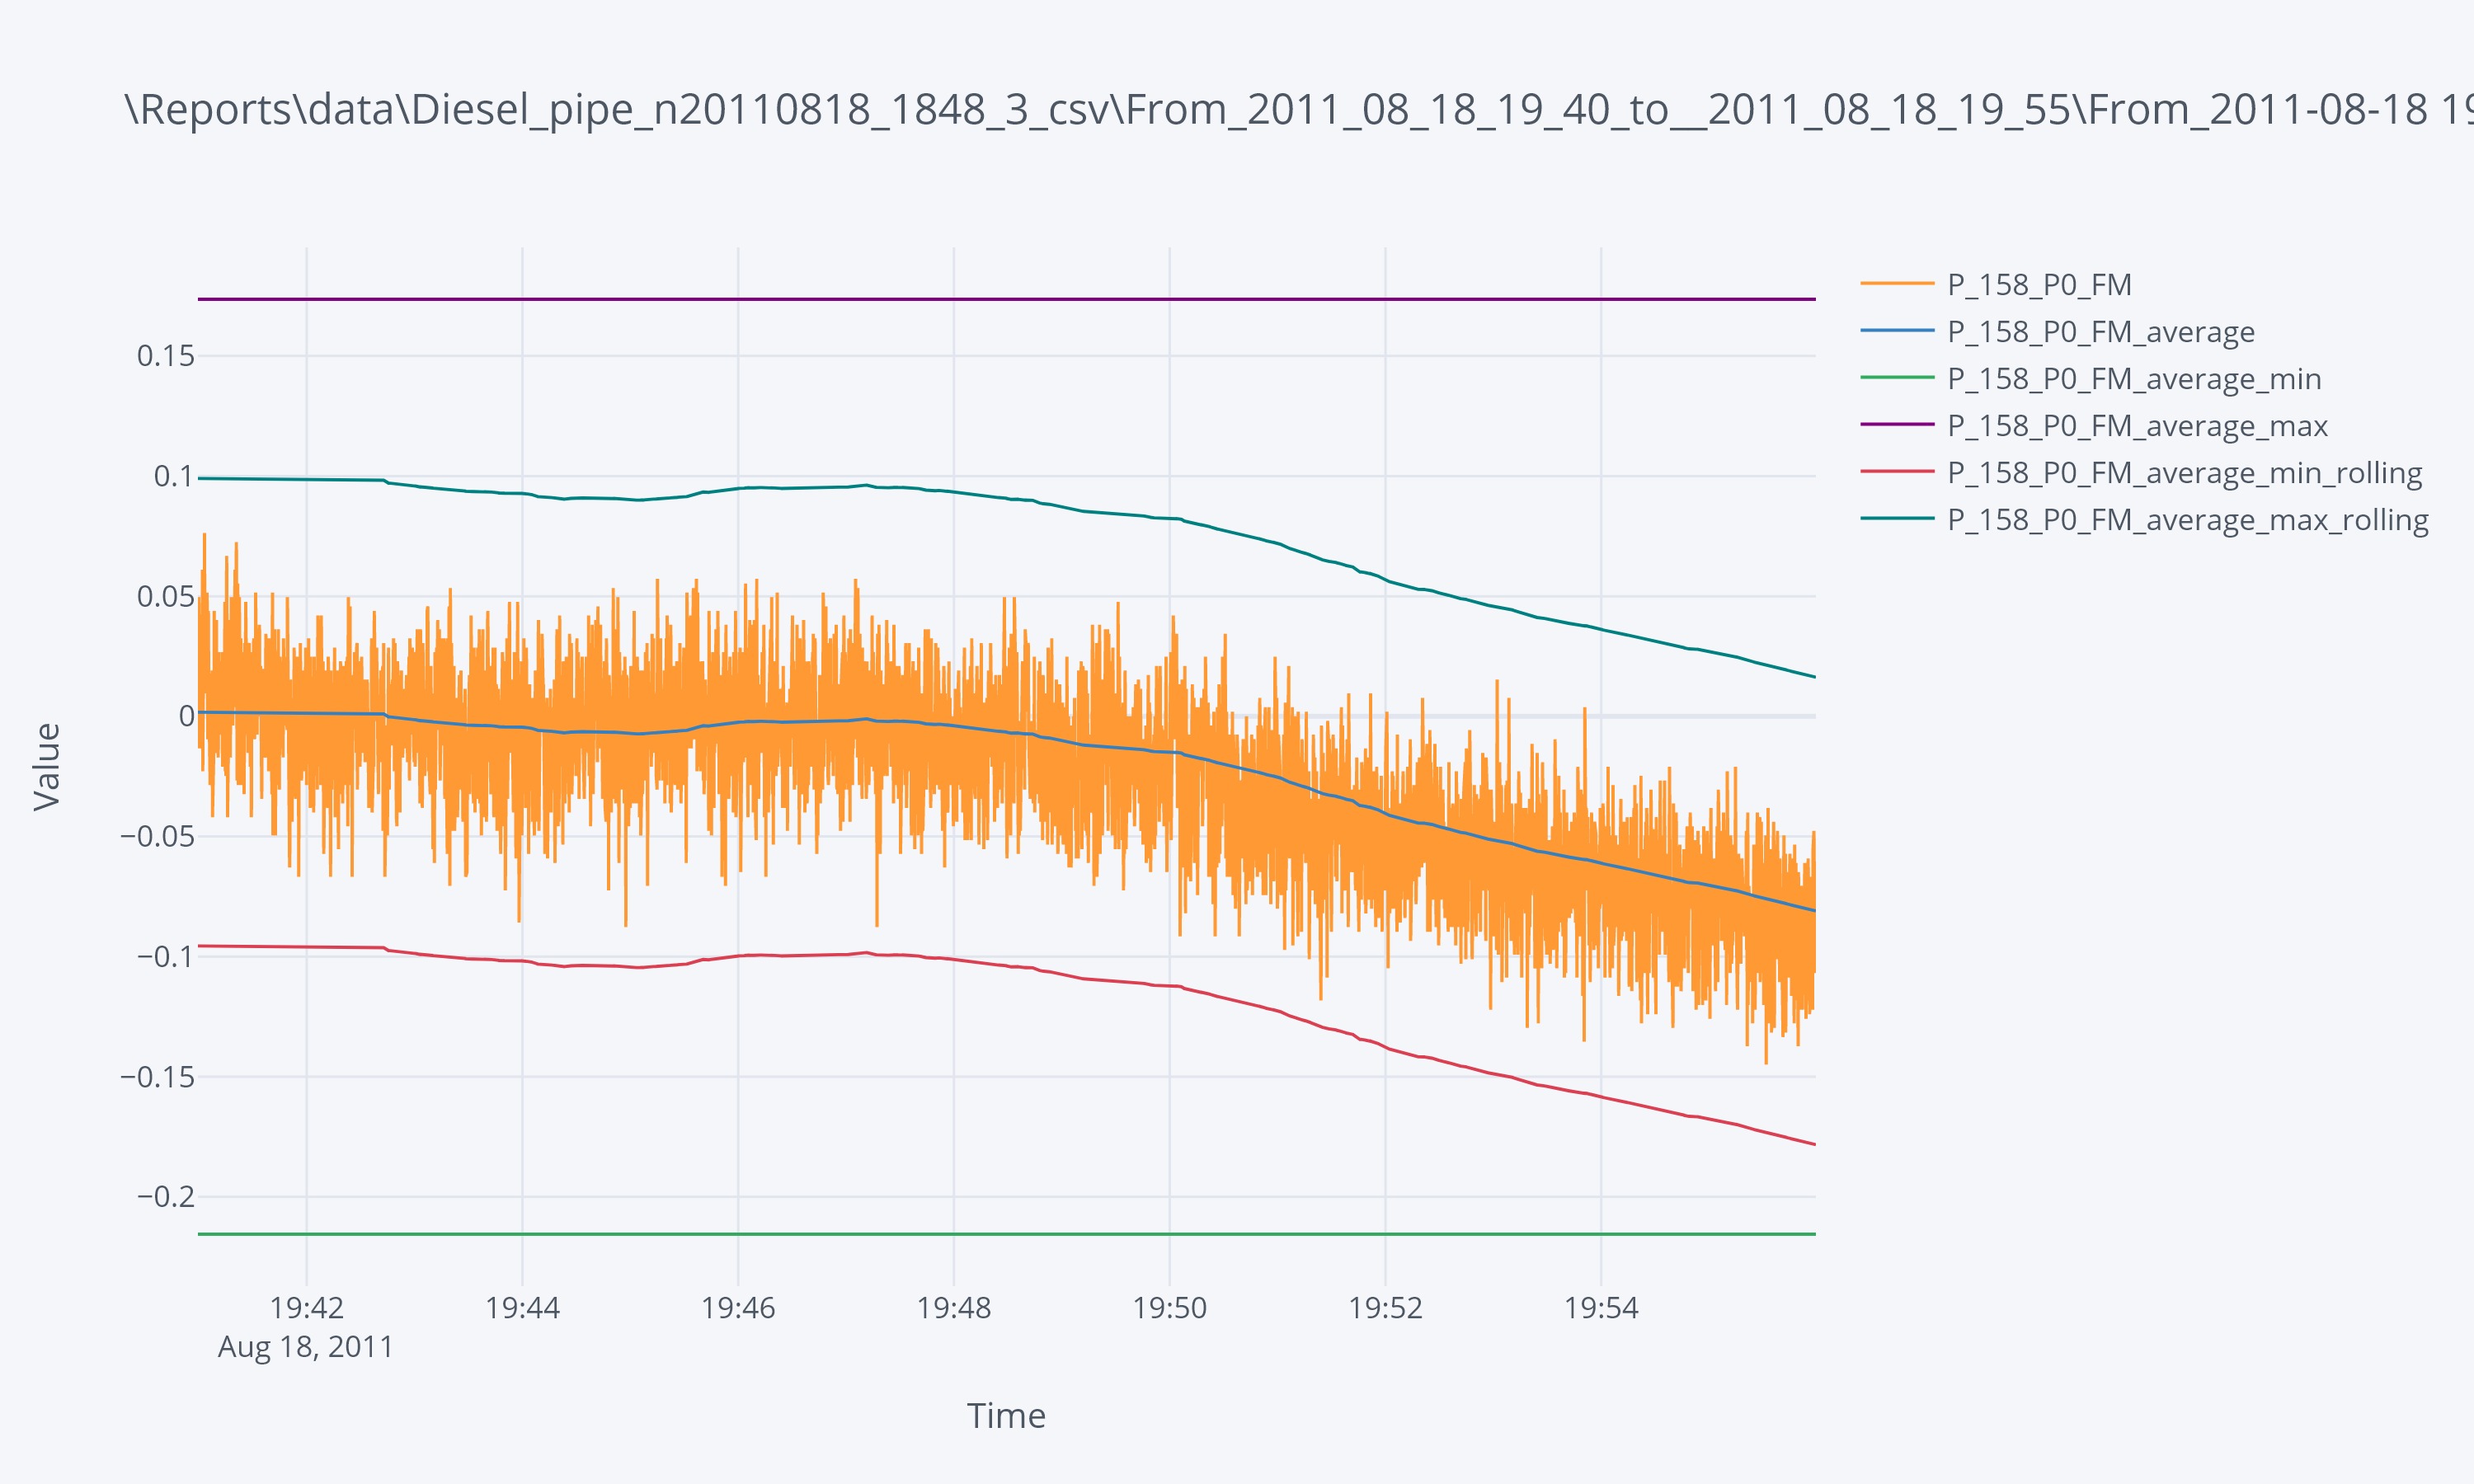 \Reports\data\Diesel_pipe_n20110818_1848_3_csv\From_2011_08_18_19_40_to__2011_08_18_19_55\From_2011-08-18 19
P_158_P0_FM
P_158_P0_FM_average
P_158_P0_FM_average_min
P_158_P0_FM_average_max
P_158_P0_FM_average_min_rolling
P_158_P0_FM_average_max_rolling
Value
0.15
0.1
0.05
0
−0.05
−0.1
−0.15
−0.2
19:42 19:44 19:46 19:48 19:50 19:52 19:54
Aug 18, 2011
Time